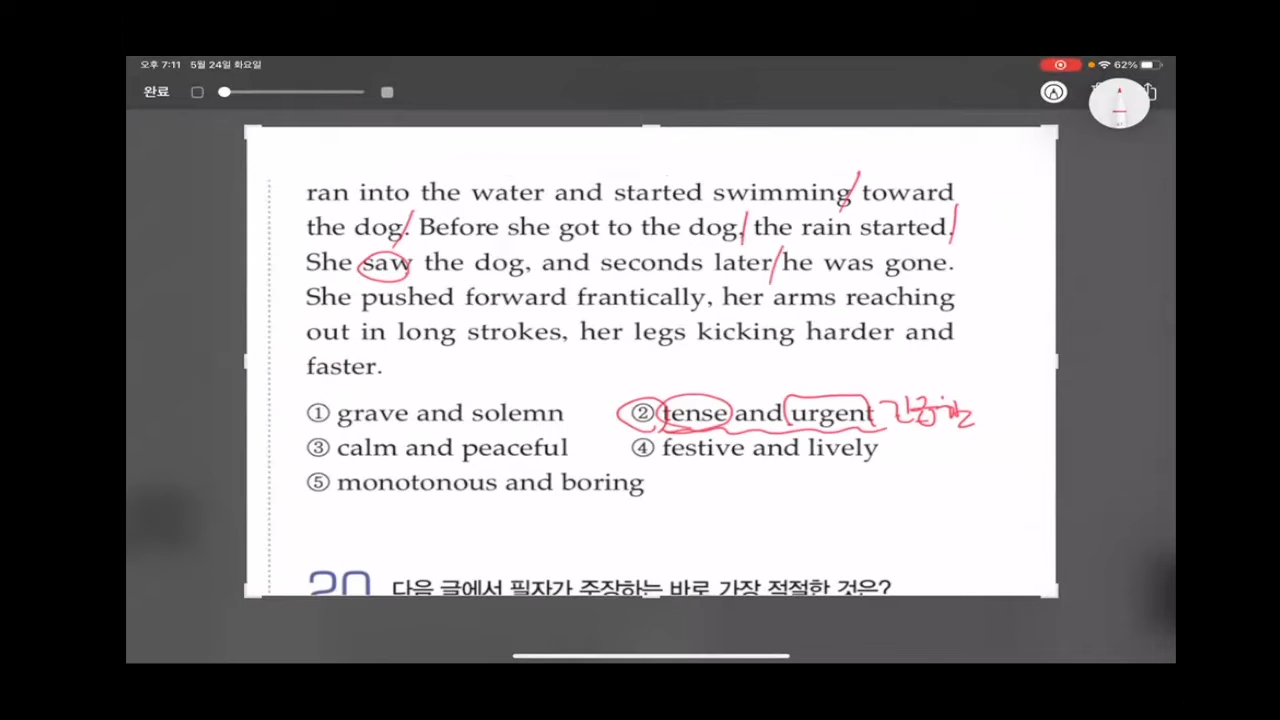 오후 7:11 5월 24일 화요일
62%
완료
ran into the water and started swimming toward
the dog. Before she got to the dog, the rain started.
She saw the dog, and seconds later he was gone.
She pushed forward frantically, her arms reaching
out in long strokes, her legs kicking harder and
faster.
① grave and solemn ② tense and urgent 긴급한
③ calm and peaceful ④ festive and lively
⑤ monotonous and boring
20 다음 글에서 필자가 주장하는 바로 가장 적절한 것은?